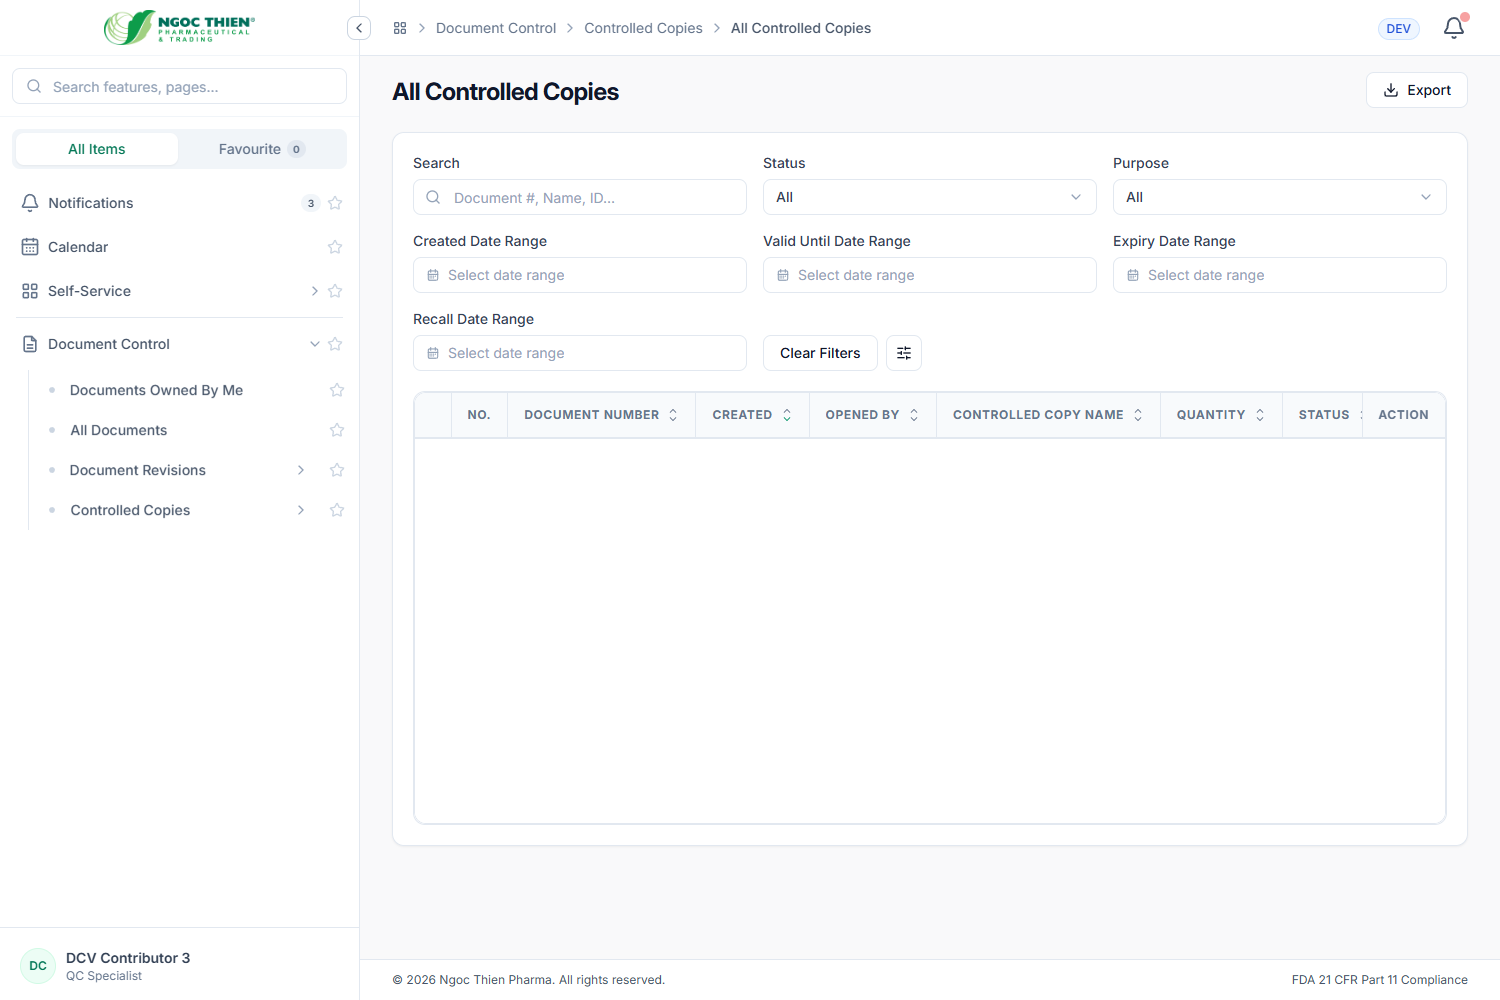 NGOC THIEN®
PHARMACEUTICAL
& TRADING
Search features, pages...
All Items
Favourite 0
Notifications 3
Calendar
Self-Service
Document Control
Documents Owned By Me
All Documents
Document Revisions
Controlled Copies
DC
DCV Contributor 3
QC Specialist
Document Control
Controlled Copies
All Controlled Copies
DEV
All Controlled Copies
Export
Search
Status
Purpose
Document #, Name, ID...
All
All
Created Date Range
Valid Until Date Range
Expiry Date Range
Select date range
Select date range
Select date range
Recall Date Range
Select date range
Clear Filters
NO. DOCUMENT NUMBER CREATED OPENED BY CONTROLLED COPY NAME QUANTITY STATUS ACTION
© 2026 Ngoc Thien Pharma. All rights reserved.
FDA 21 CFR Part 11 Compliance